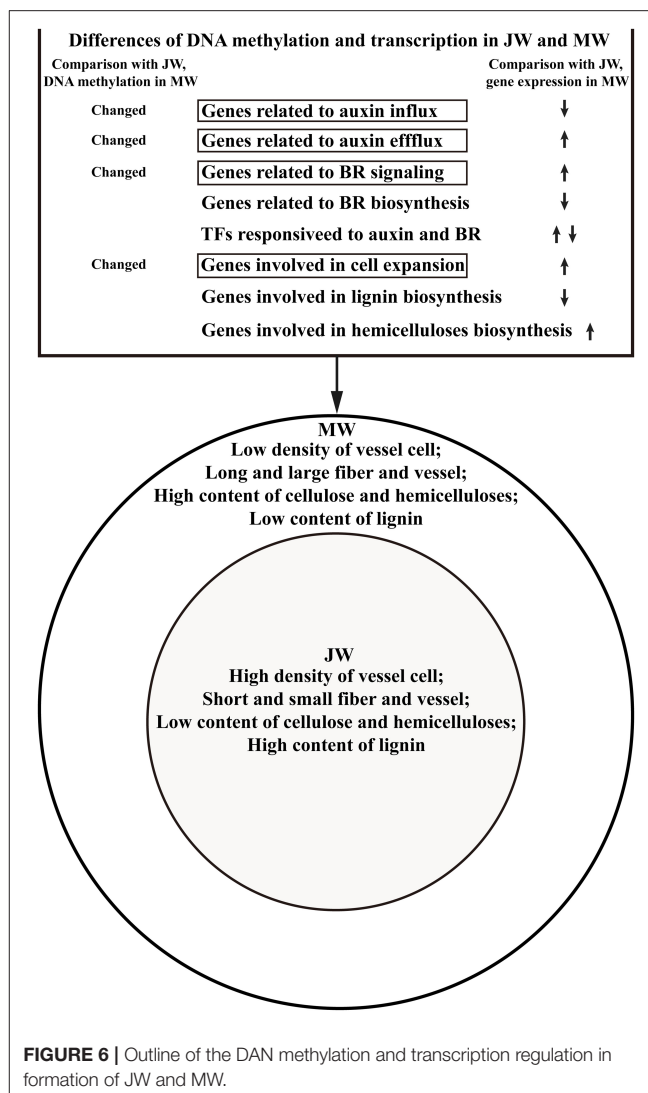 Differences of DNA methylation and transcription in JW and MW
Comparison with JW,
DNA methylation in MW
Comparison with JW,
gene expression in MW
Changed Genes related to auxin influx ↓
Changed Genes related to auxin effflux ↑
Changed Genes related to BR signaling ↑
Genes related to BR biosynthesis ↓
TFs responsiveed to auxin and BR ↑↓
Changed Genes involved in cell expansion ↑
Genes involved in lignin biosynthesis ↓
Genes involved in hemicelluloses biosynthesis ↑
MW
Low density of vessel cell;
Long and large fiber and vessel;
High content of cellulose and hemicelluloses;
Low content of lignin
JW
High density of vessel cell;
Short and small fiber and vessel;
Low content of cellulose and hemicelluloses;
High content of lignin
FIGURE 6 | Outline of the DAN methylation and transcription regulation in
formation of JW and MW.